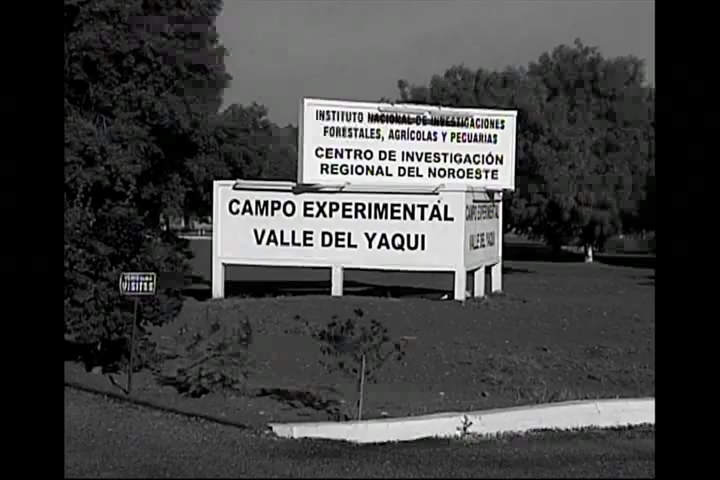 INSTITUTO NACIONAL DE INVESTIGACIONES
FORESTALES, AGRÍCOLAS Y PECUARIAS
CENTRO DE INVESTIGACIÓN
REGIONAL DEL NOROESTE
CAMPO EXPERIMENTAL
VALLE DEL YAQUI
CAMPO EXPERIMENTAL
VALLE DEL YAQUI
VISITAS